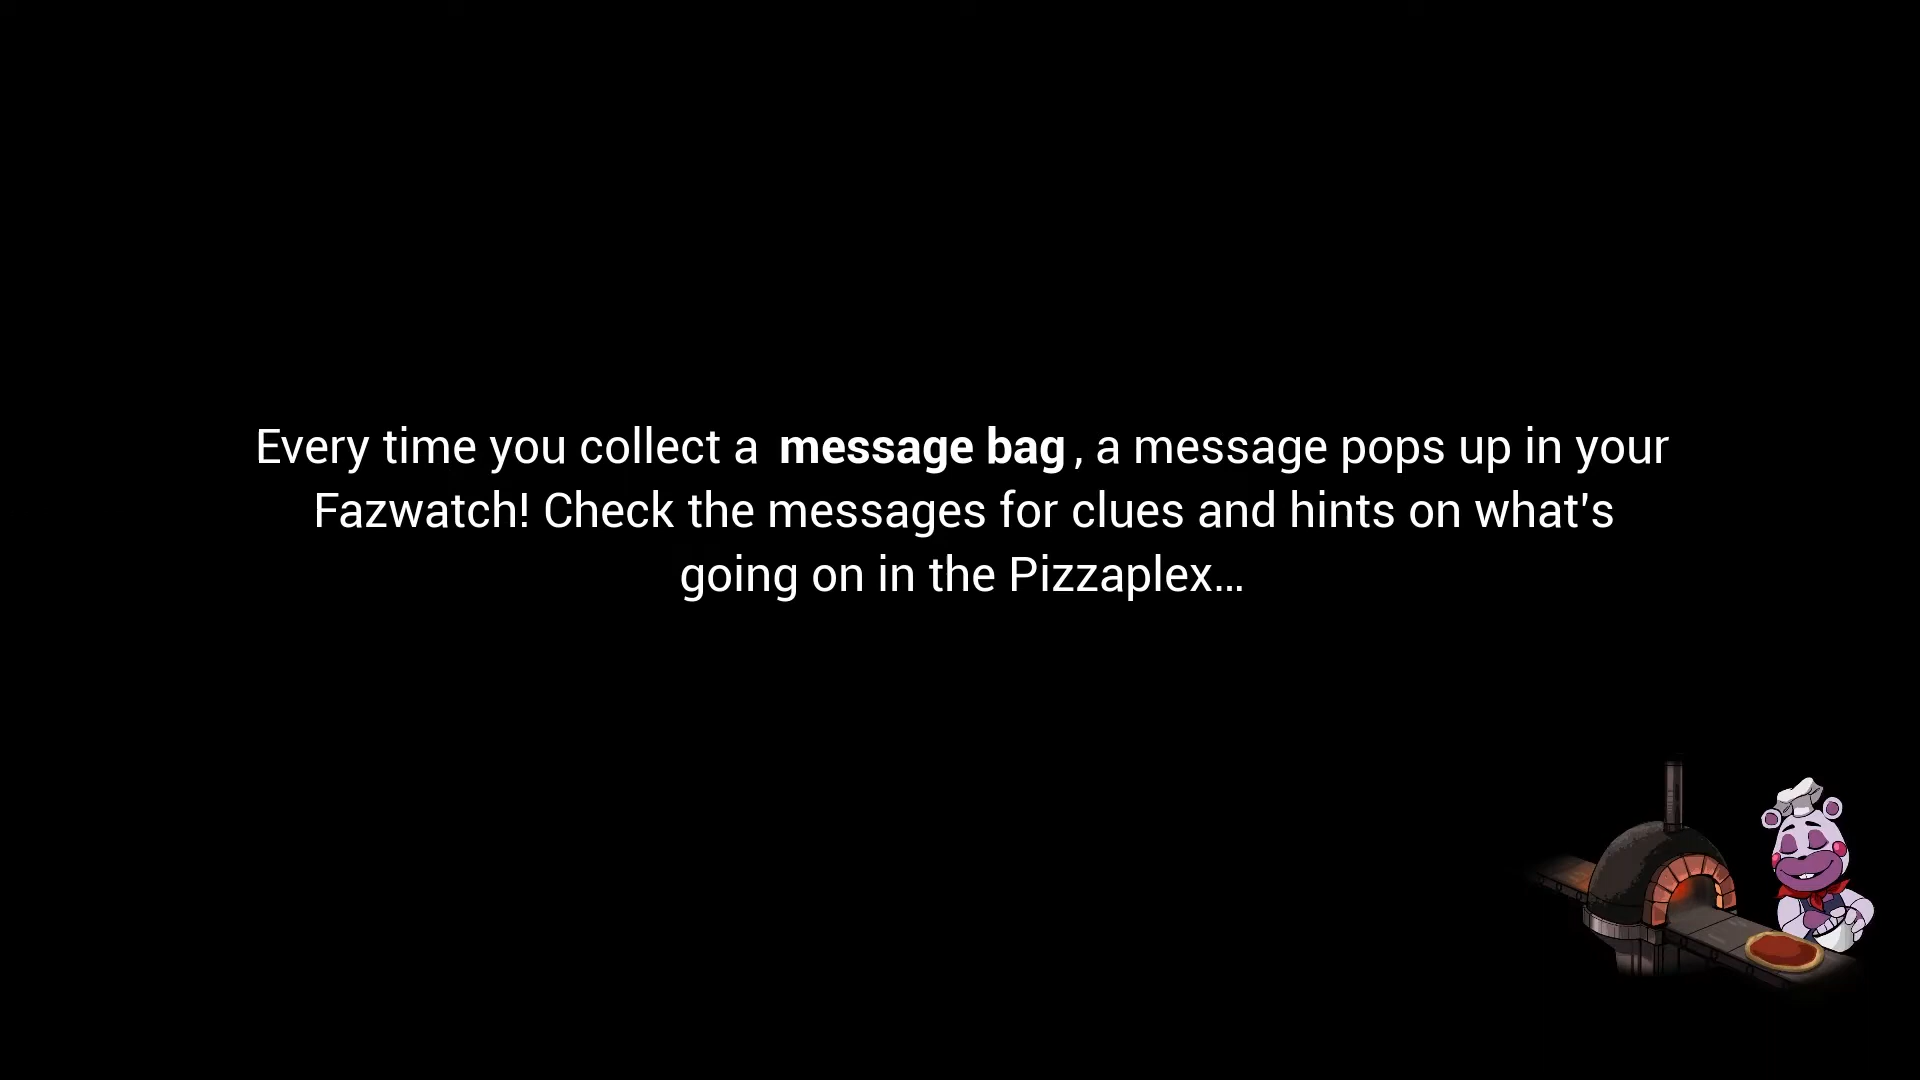 Every time you collect a message bag, a message pops up in your
Fazwatch! Check the messages for clues and hints on what's
going on in the Pizzaplex...